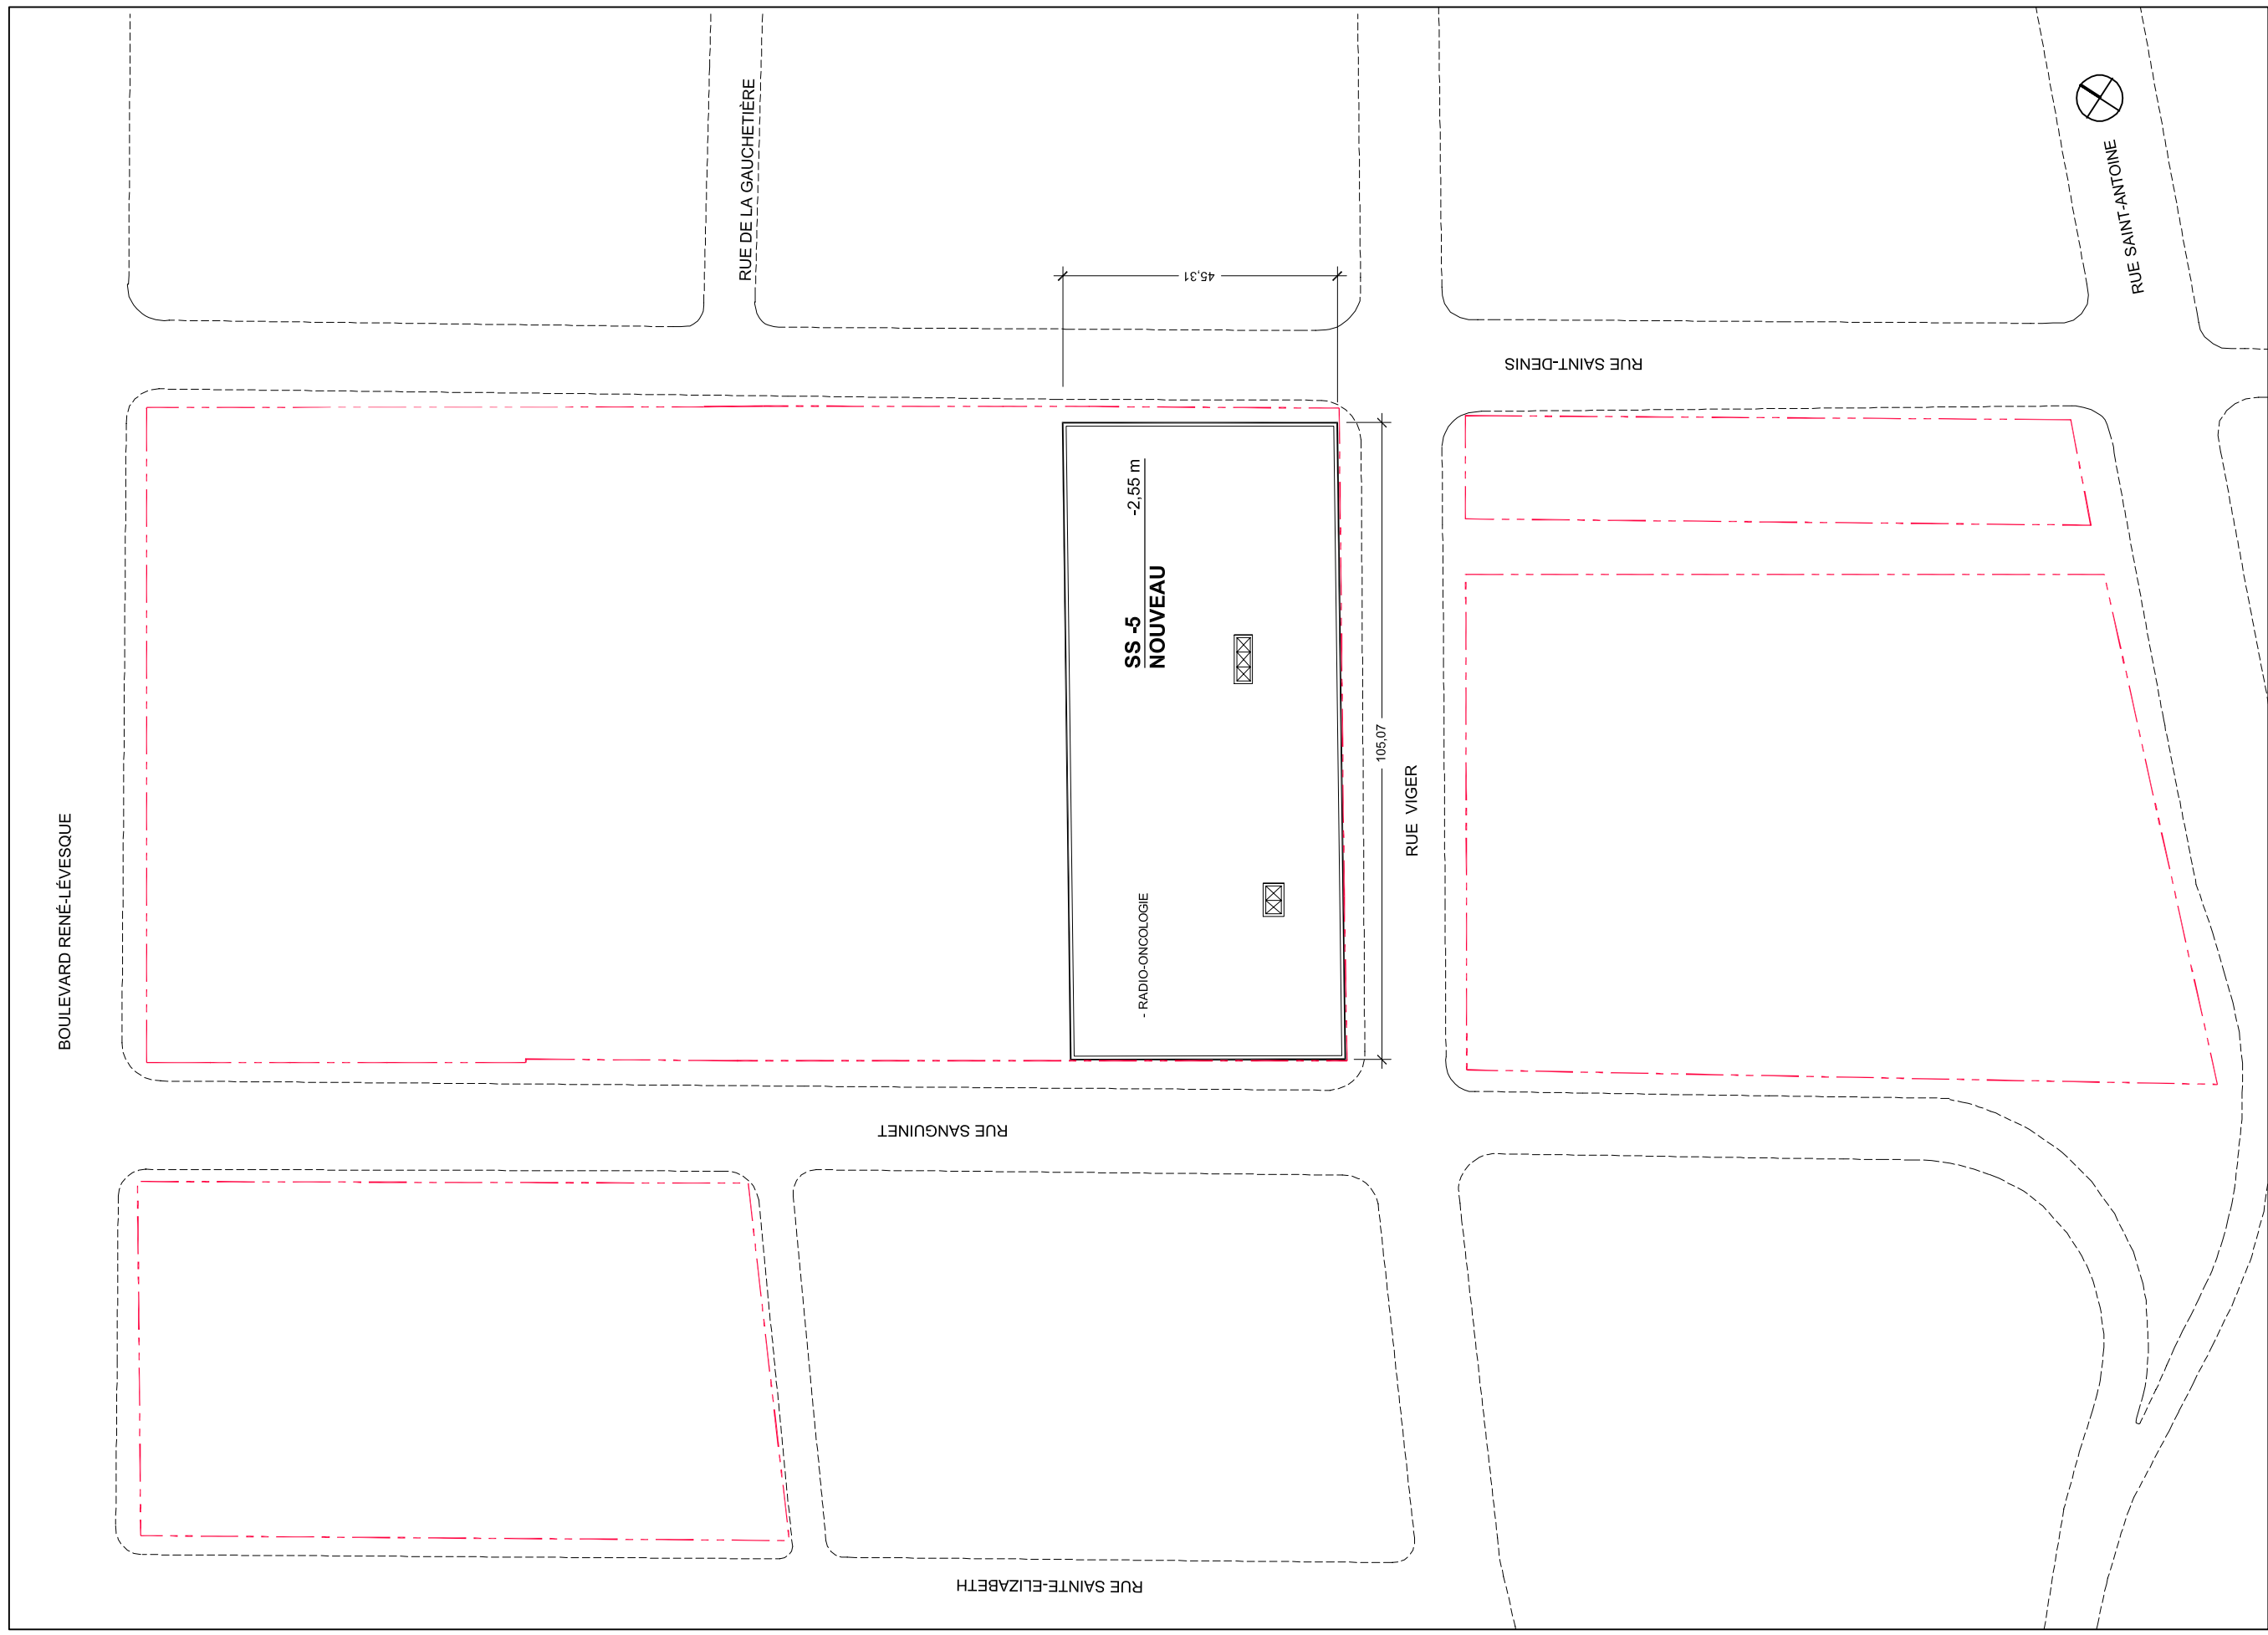 BOULEVARD RENÉ-LÉVESQUE
RUE DE LA GAUCHETIÈRE
45,31
RUE SAINT-ANTOINE
RUE SAINT-DENIS
SS -5
-2,55 m
NOUVEAU
- RADIO-ONCOLOGIE
105,07
RUE VIGER
RUE SANGUINET
RUE SAINTE-ELIZABETH